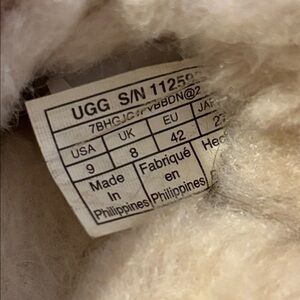 UGG S/N 11259
USA UK EU
9 8 42
Made Fabriqué
in en
Philippines Philippines